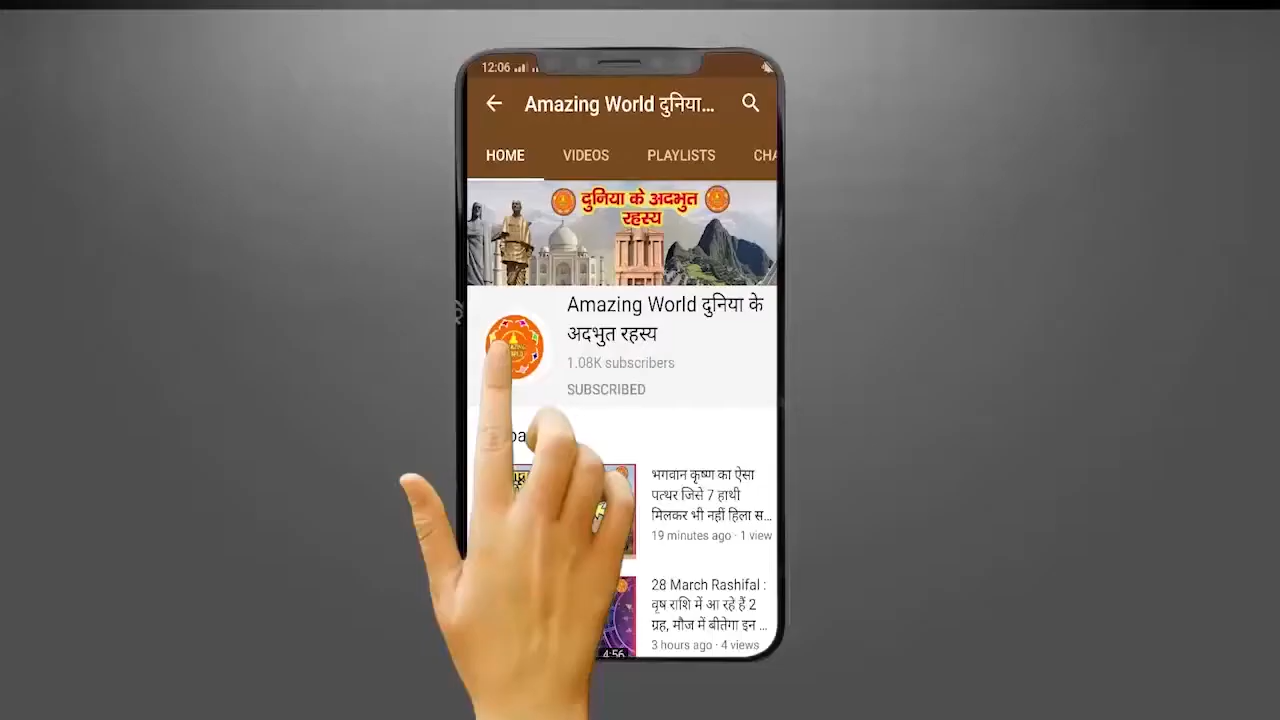 12:06
Amazing World दुनिया...
HOME VIDEOS PLAYLISTS CHA
दुनिया के अदभुत
रहस्य
Amazing World दुनिया के
अदभुत रहस्य
1.08K subscribers
SUBSCRIBED
भगवान कृष्ण का ऐसा
पत्थर जिसे 7 हाथी
मिलकर भी नहीं हिला स...
19 minutes ago · 1 view
28 March Rashifal :
वृष राशि में आ रहे हैं 2
ग्रह, मौज में बीतेगा इन ...
3 hours ago · 4 views
4:56